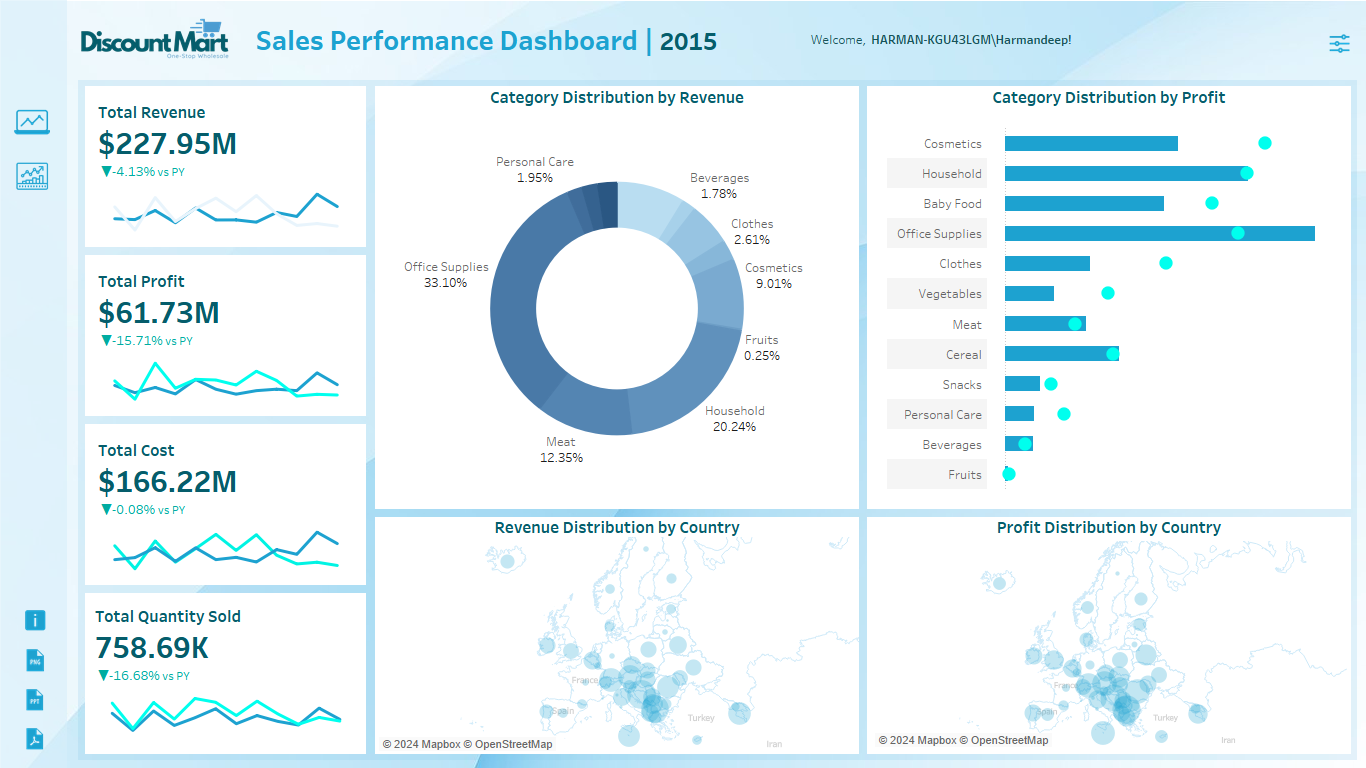 Discount Mart
One-Stop Wholesale
Sales Performance Dashboard | 2015
Welcome, HARMAN-KGU43LGM\Harmandeep!
Total Revenue
$227.95M
▼-4.13% vs PY
Total Profit
$61.73M
▼-15.71% vs PY
Total Cost
$166.22M
▼-0.08% vs PY
Total Quantity Sold
758.69K
▼-16.68% vs PY
PNG
PPT
Category Distribution by Revenue
Personal Care
1.95%
Beverages
1.78%
Clothes
2.61%
Cosmetics
9.01%
Fruits
0.25%
Household
20.24%
Meat
12.35%
Office Supplies
33.10%
Category Distribution by Profit
Cosmetics
Household
Baby Food
Office Supplies
Clothes
Vegetables
Meat
Cereal
Snacks
Personal Care
Beverages
Fruits
Revenue Distribution by Country
France
Spain
Turkey
Iran
© 2024 Mapbox © OpenStreetMap
Profit Distribution by Country
France
Spain
Turkey
Iran
© 2024 Mapbox © OpenStreetMap